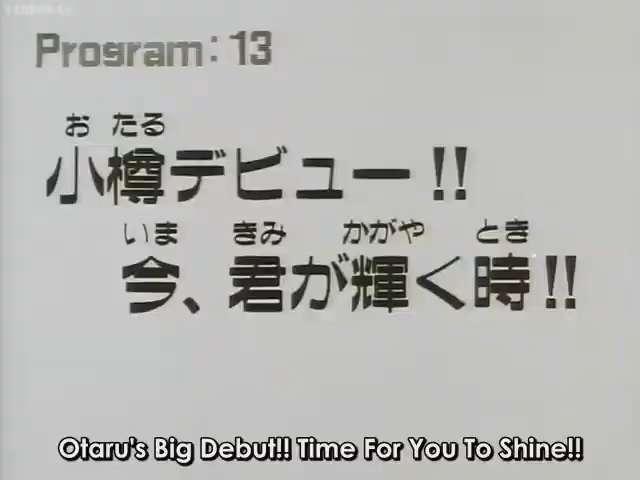 Program:13
お たる
小樽デビュー!!
いま きみ かがや とき
今、君が輝く時!!
Otaru's Big Debut!! Time For You To Shine!!